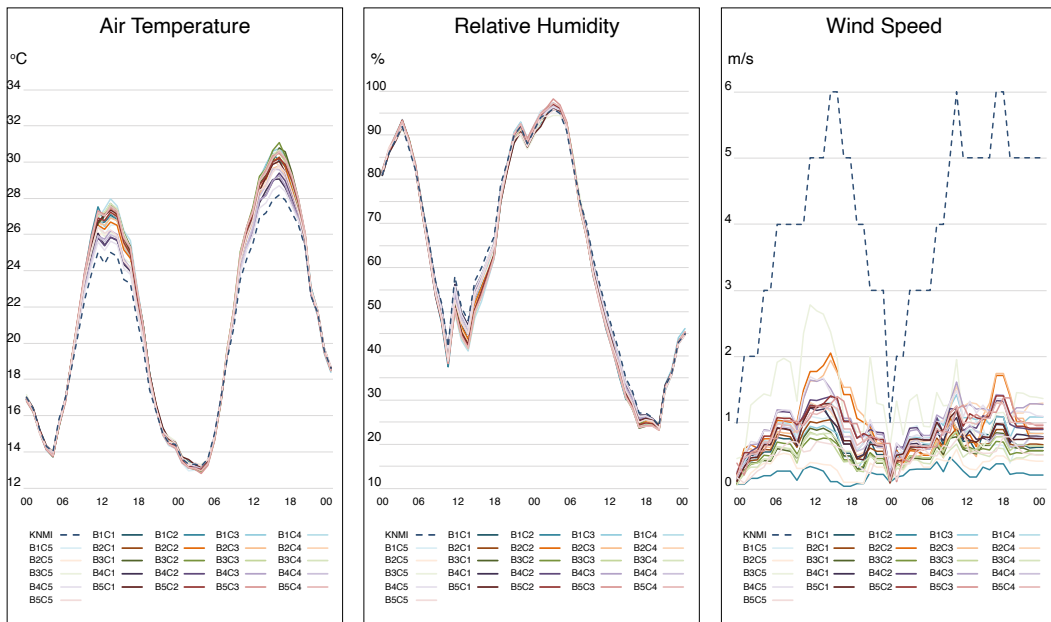 Air Temperature
°C
34
32
30
28
26
24
22
20
18
16
14
12
00 06 12 18 00 06 12 18 00
KNMI B1C1 B1C2 B1C3 B1C4
B1C5 B2C1 B2C2 B2C3 B2C4
B2C5 B3C1 B3C2 B3C3 B3C4
B3C5 B4C1 B4C2 B4C3 B4C4
B4C5 B5C1 B5C2 B5C3 B5C4
B5C5
Relative Humidity
%
100
90
80
70
60
50
40
30
20
10
00 06 12 18 00 06 12 18 00
KNMI B1C1 B1C2 B1C3 B1C4
B1C5 B2C1 B2C2 B2C3 B2C4
B2C5 B3C1 B3C2 B3C3 B3C4
B3C5 B4C1 B4C2 B4C3 B4C4
B4C5 B5C1 B5C2 B5C3 B5C4
B5C5
Wind Speed
m/s
6
5
4
3
2
1
0
00 06 12 18 00 06 12 18 00
KNMI B1C1 B1C2 B1C3 B1C4
B1C5 B2C1 B2C2 B2C3 B2C4
B2C5 B3C1 B3C2 B3C3 B3C4
B3C5 B4C1 B4C2 B4C3 B4C4
B4C5 B5C1 B5C2 B5C3 B5C4
B5C5